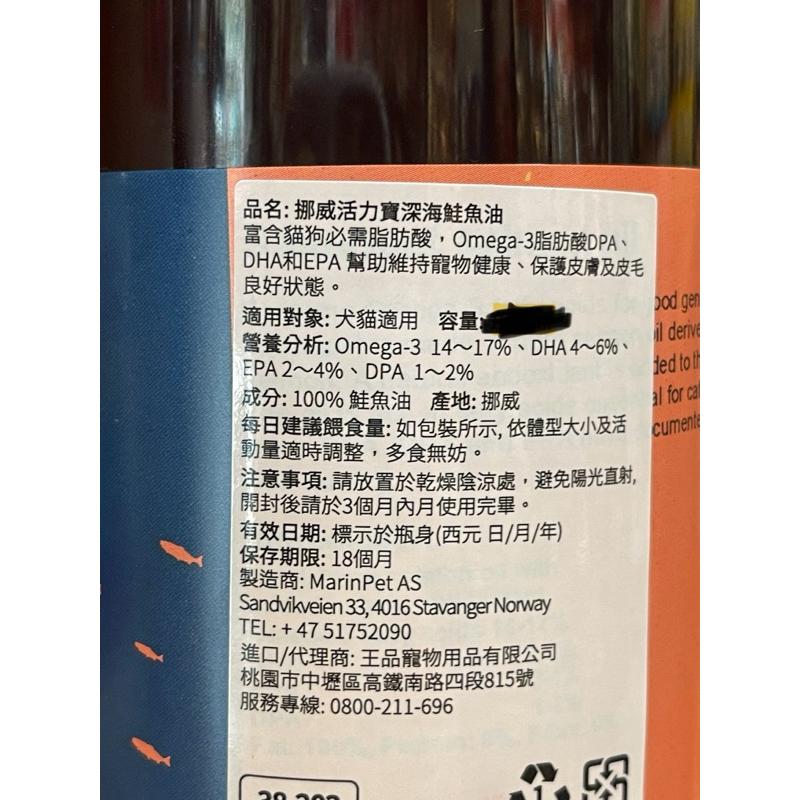 品名: 挪威活力寶深海鮭魚油
富含貓狗必需脂肪酸，Omega-3脂肪酸DPA、
DHA和EPA 幫助維持寵物健康、保護皮膚及皮毛
良好狀態。
適用對象: 犬貓適用 容量:
營養分析: Omega-3 14～17%、DHA 4～6%、
EPA 2～4%、DPA 1～2%
成分: 100% 鮭魚油 產地: 挪威
每日建議餵食量: 如包裝所示, 依體型大小及活
動量適時調整，多食無妨。
注意事項: 請放置於乾燥陰涼處，避免陽光直射,
開封後請於3個月內月使用完畢。
有效日期: 標示於瓶身(西元 日/月/年)
保存期限: 18個月
製造商: MarinPet AS
Sandvikveien 33, 4016 Stavanger Norway
TEL: + 47 51752090
進口/代理商: 王品寵物用品有限公司
桃園市中壢區高鐵南路四段815號
服務專線: 0800-211-696
ood gen
oil derive
ded to th
al for cat
cumente